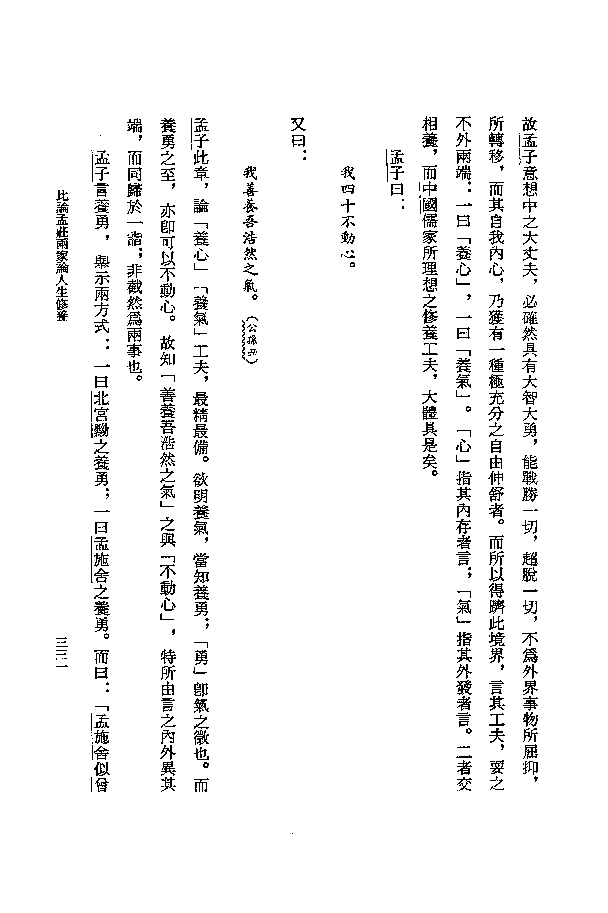 故孟子意想中之大丈夫，必確然具有大智大勇，能戰勝一切，超脫一切，不爲外界事物所屈抑，
所轉移，而其自我內心，乃獲有一種極充分之自由伸舒者。而所以得躋此境界，言其工夫，要之
不外兩端：一曰「養心」，一曰「養氣」。「心」指其內存者言；「氣」指其外發者言。二者交
相養，而中國儒家所理想之修養工夫，大體具是矣。
孟子曰：
我四十不動心。
又曰：
我善養吾浩然之氣。（公孫丑）
孟子此章，論「養心」「養氣」工夫，最精最備。欲明養氣，當知養勇；「勇」卽氣之徵也。而
養勇之至，亦卽可以不動心。故知「善養吾浩然之氣」之與「不動心」，特所由言之內外異其
端，而同歸於一詣；非截然爲兩事也。
孟子言養勇，舉示兩方式：一曰北宮黝之養勇；一曰孟施舍之養勇。而曰：「孟施舍似曾
比論孟莊兩家論人生修養
三三一